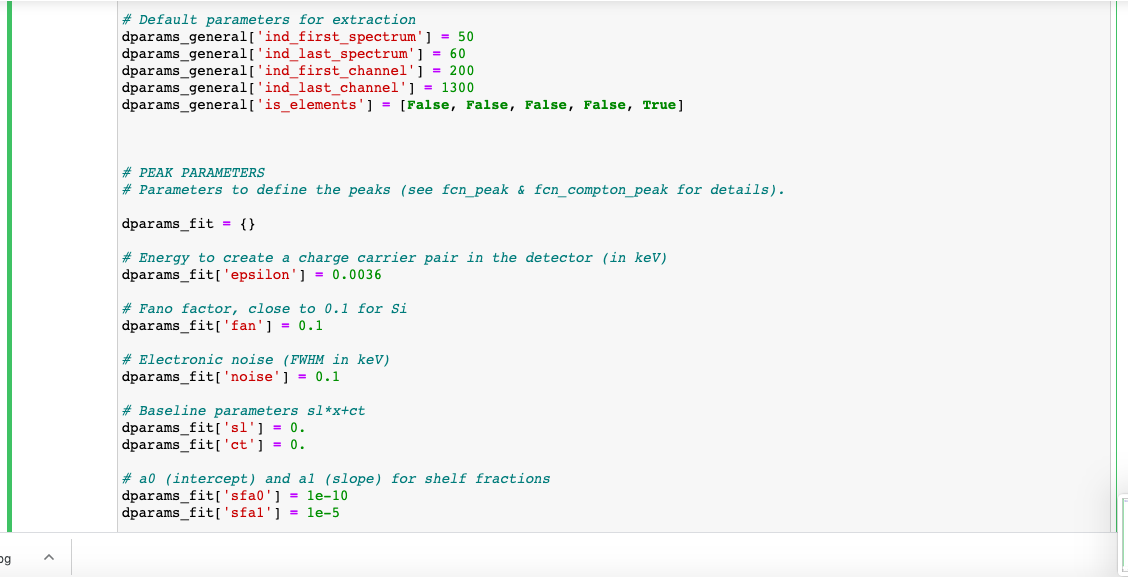 # Default parameters for extraction
dparams_general['ind_first_spectrum'] = 50
dparams_general['ind_last_spectrum'] = 60
dparams_general['ind_first_channel'] = 200
dparams_general['ind_last_channel'] = 1300
dparams_general['is_elements'] = [False, False, False, False, True]
# PEAK PARAMETERS
# Parameters to define the peaks (see fcn_peak & fcn_compton_peak for details).
dparams_fit = {}
# Energy to create a charge carrier pair in the detector (in keV)
dparams_fit['epsilon'] = 0.0036
# Fano factor, close to 0.1 for Si
dparams_fit['fan'] = 0.1
# Electronic noise (FWHM in keV)
dparams_fit['noise'] = 0.1
# Baseline parameters sl*x+ct
dparams_fit['sl'] = 0.
dparams_fit['ct'] = 0.
# a0 (intercept) and a1 (slope) for shelf fractions
dparams_fit['sfa0'] = 1e-10
dparams_fit['sfa1'] = 1e-5